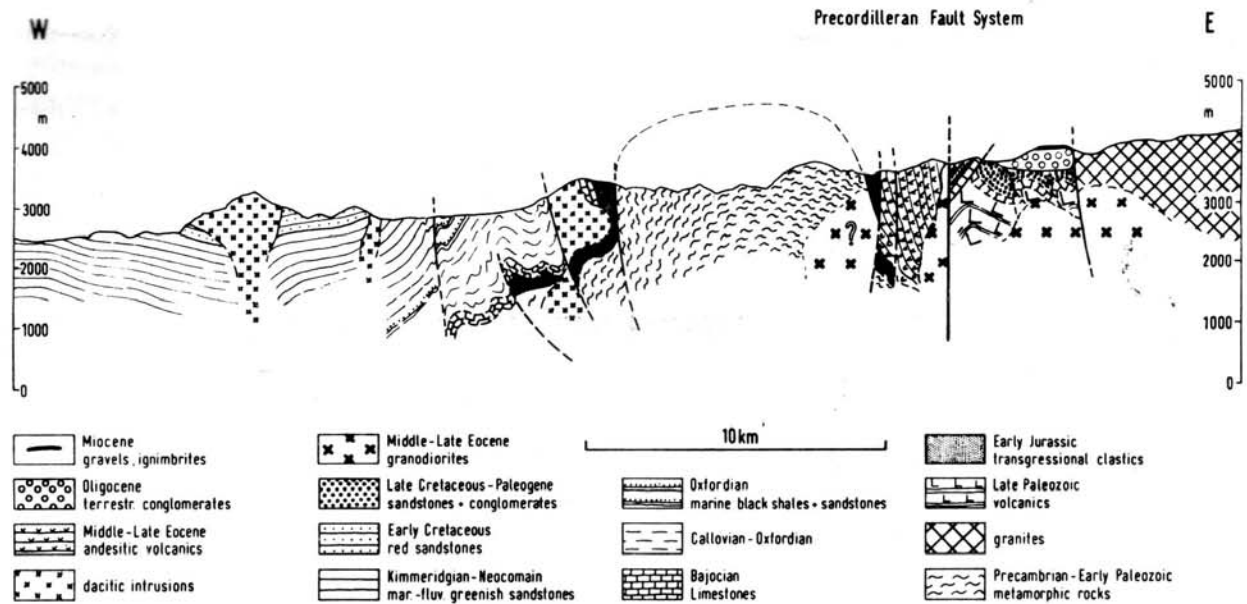 Precordilleran Fault System
W
E
5000
m
4000
3000
2000
1000
0
5000
m
4000
3000
2000
1000
0
?
10 km
Miocene
gravels, ignimbrites
Oligocene
terrestr. conglomerates
Middle-Late Eocene
andesitic volcanics
dacitic intrusions
Middle-Late Eocene
granodiorites
Late Cretaceous-Paleogene
sandstones + conglomerates
Early Cretaceous
red sandstones
Kimmeridgian-Neocomain
mar.-fluv. greenish sandstones
Oxfordian
marine black shales + sandstones
Callovian-Oxfordian
Bajocian
Limestones
Early Jurassic
transgressional clastics
Late Paleozoic
volcanics
granites
Precambrian-Early Paleozoic
metamorphic rocks